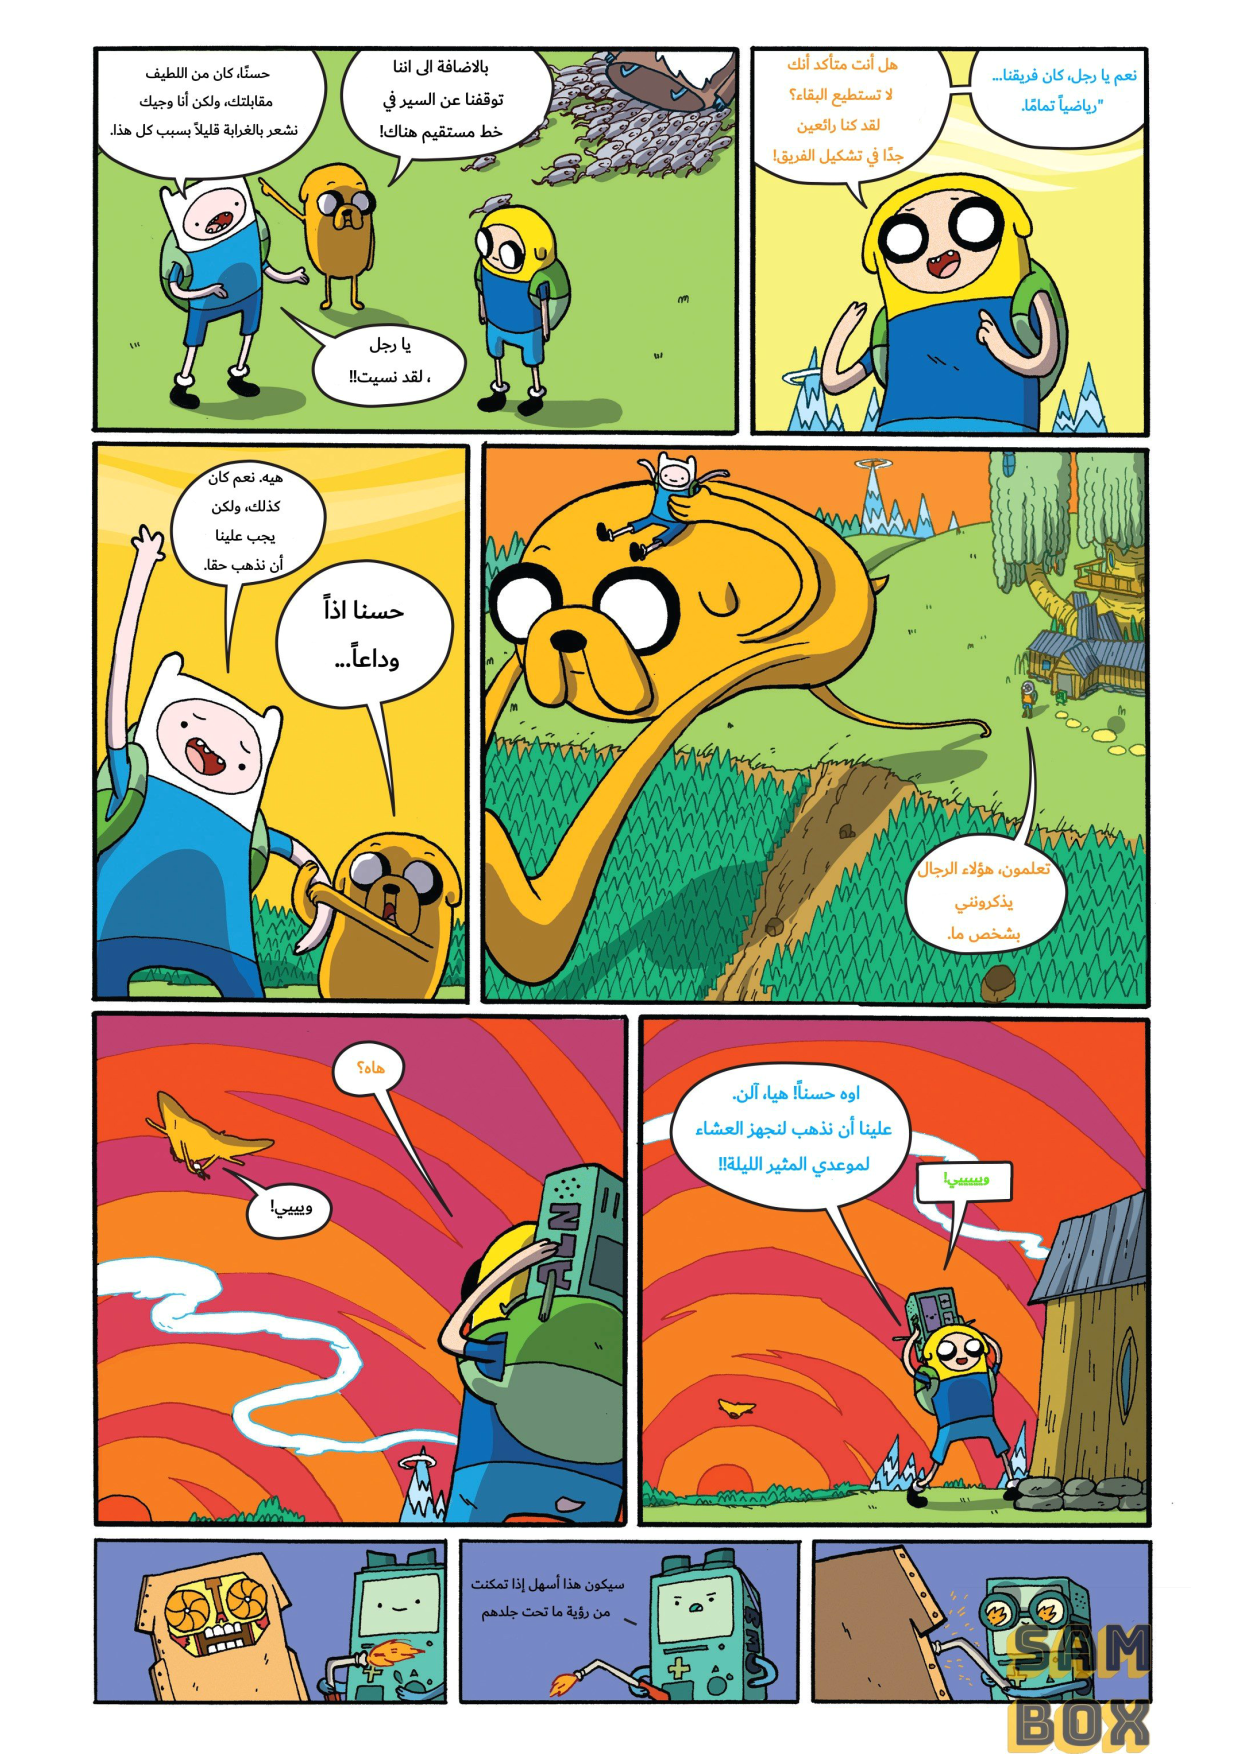 نعم يا رجل، كان فريقنا...
"رياضياً تمامًا.
هل أنت متأكد أنك
لا تستطيع البقاء؟
لقد كنا رائعين
جدًا في تشكيل الفريق!
بالاضافة الى اننا
توقفنا عن السير في
خط مستقيم هناك!
حسنًا، كان من اللطيف
مقابلتك، ولكن أنا وجيك
نشعر بالغرابة قليلاً بسبب كل هذا.
يا رجل
، لقد نسيت!!
تعلمون، هؤلاء الرجال
يذكرونني
بشخص ما.
هيه. نعم كان
كذلك، ولكن
يجب علينا
أن نذهب حقا.
حسنا اذاً
وداعاً...
اوه حسناً! هيا، آلن.
علينا أن نذهب لنجهز العشاء
لموعدي المثير الليلة!!
وييييي!
هاه؟
ويييي!
ALN
سيكون هذا أسهل إذا تمكنت
من رؤية ما تحت جلدهم
SAM
BOX